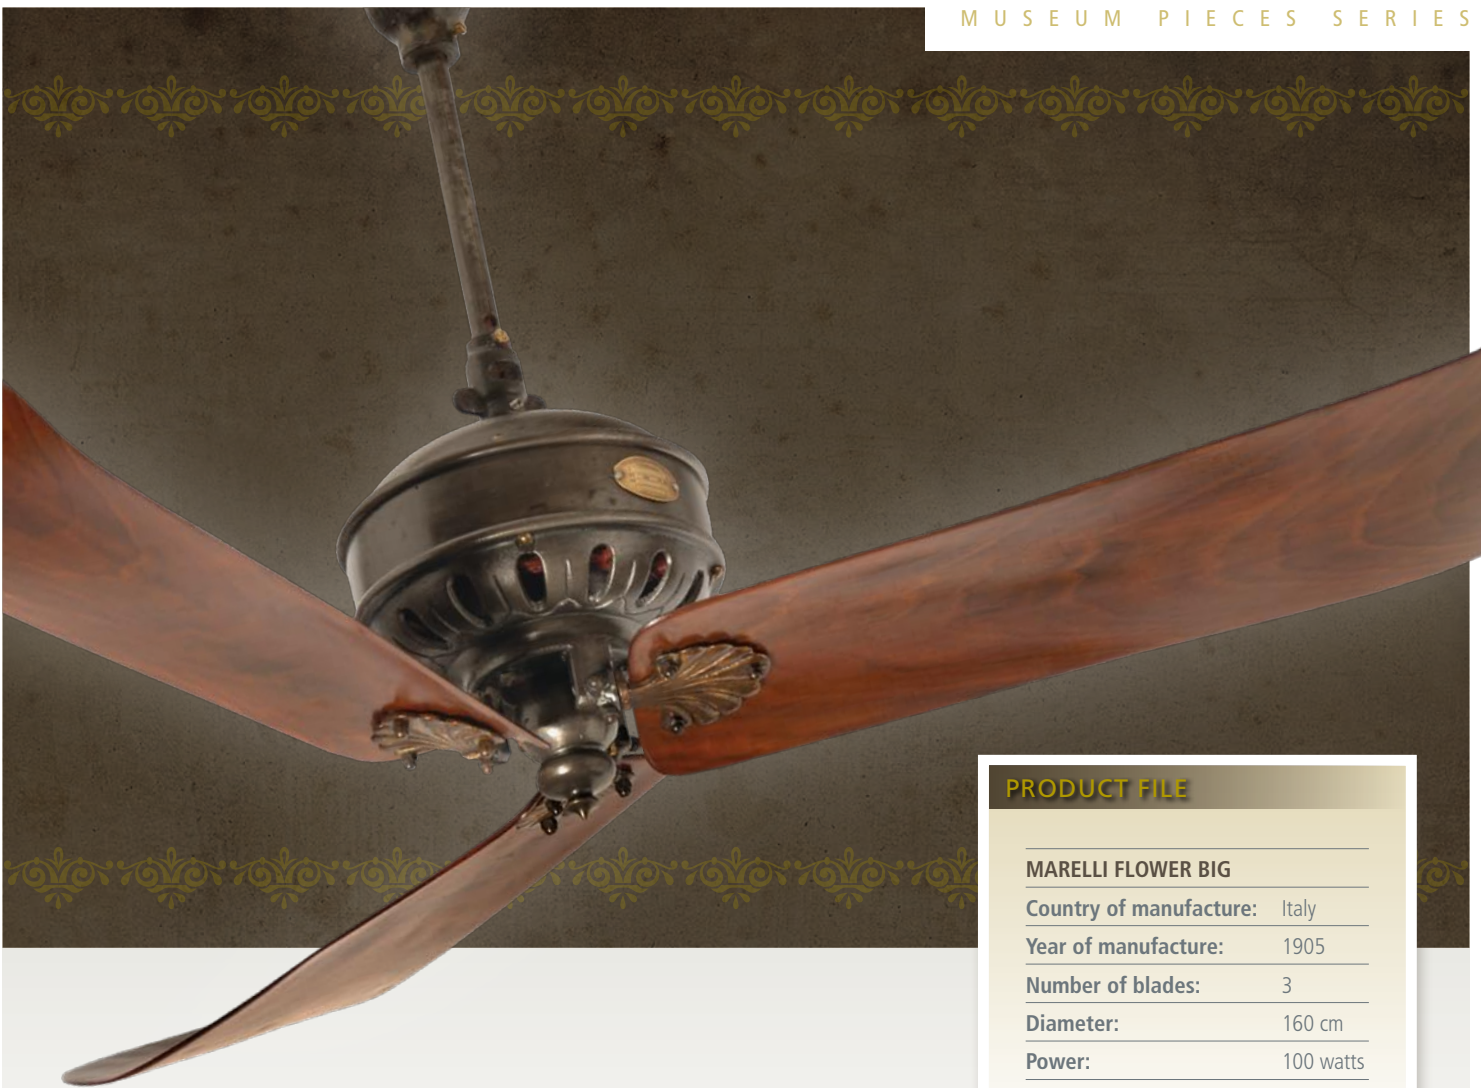 MUSEUM PIECES SERIES
PRODUCT FILE
MARELLI FLOWER BIG
Country of manufacture: Italy
Year of manufacture: 1905
Number of blades: 3
Diameter: 160 cm
Power: 100 watts